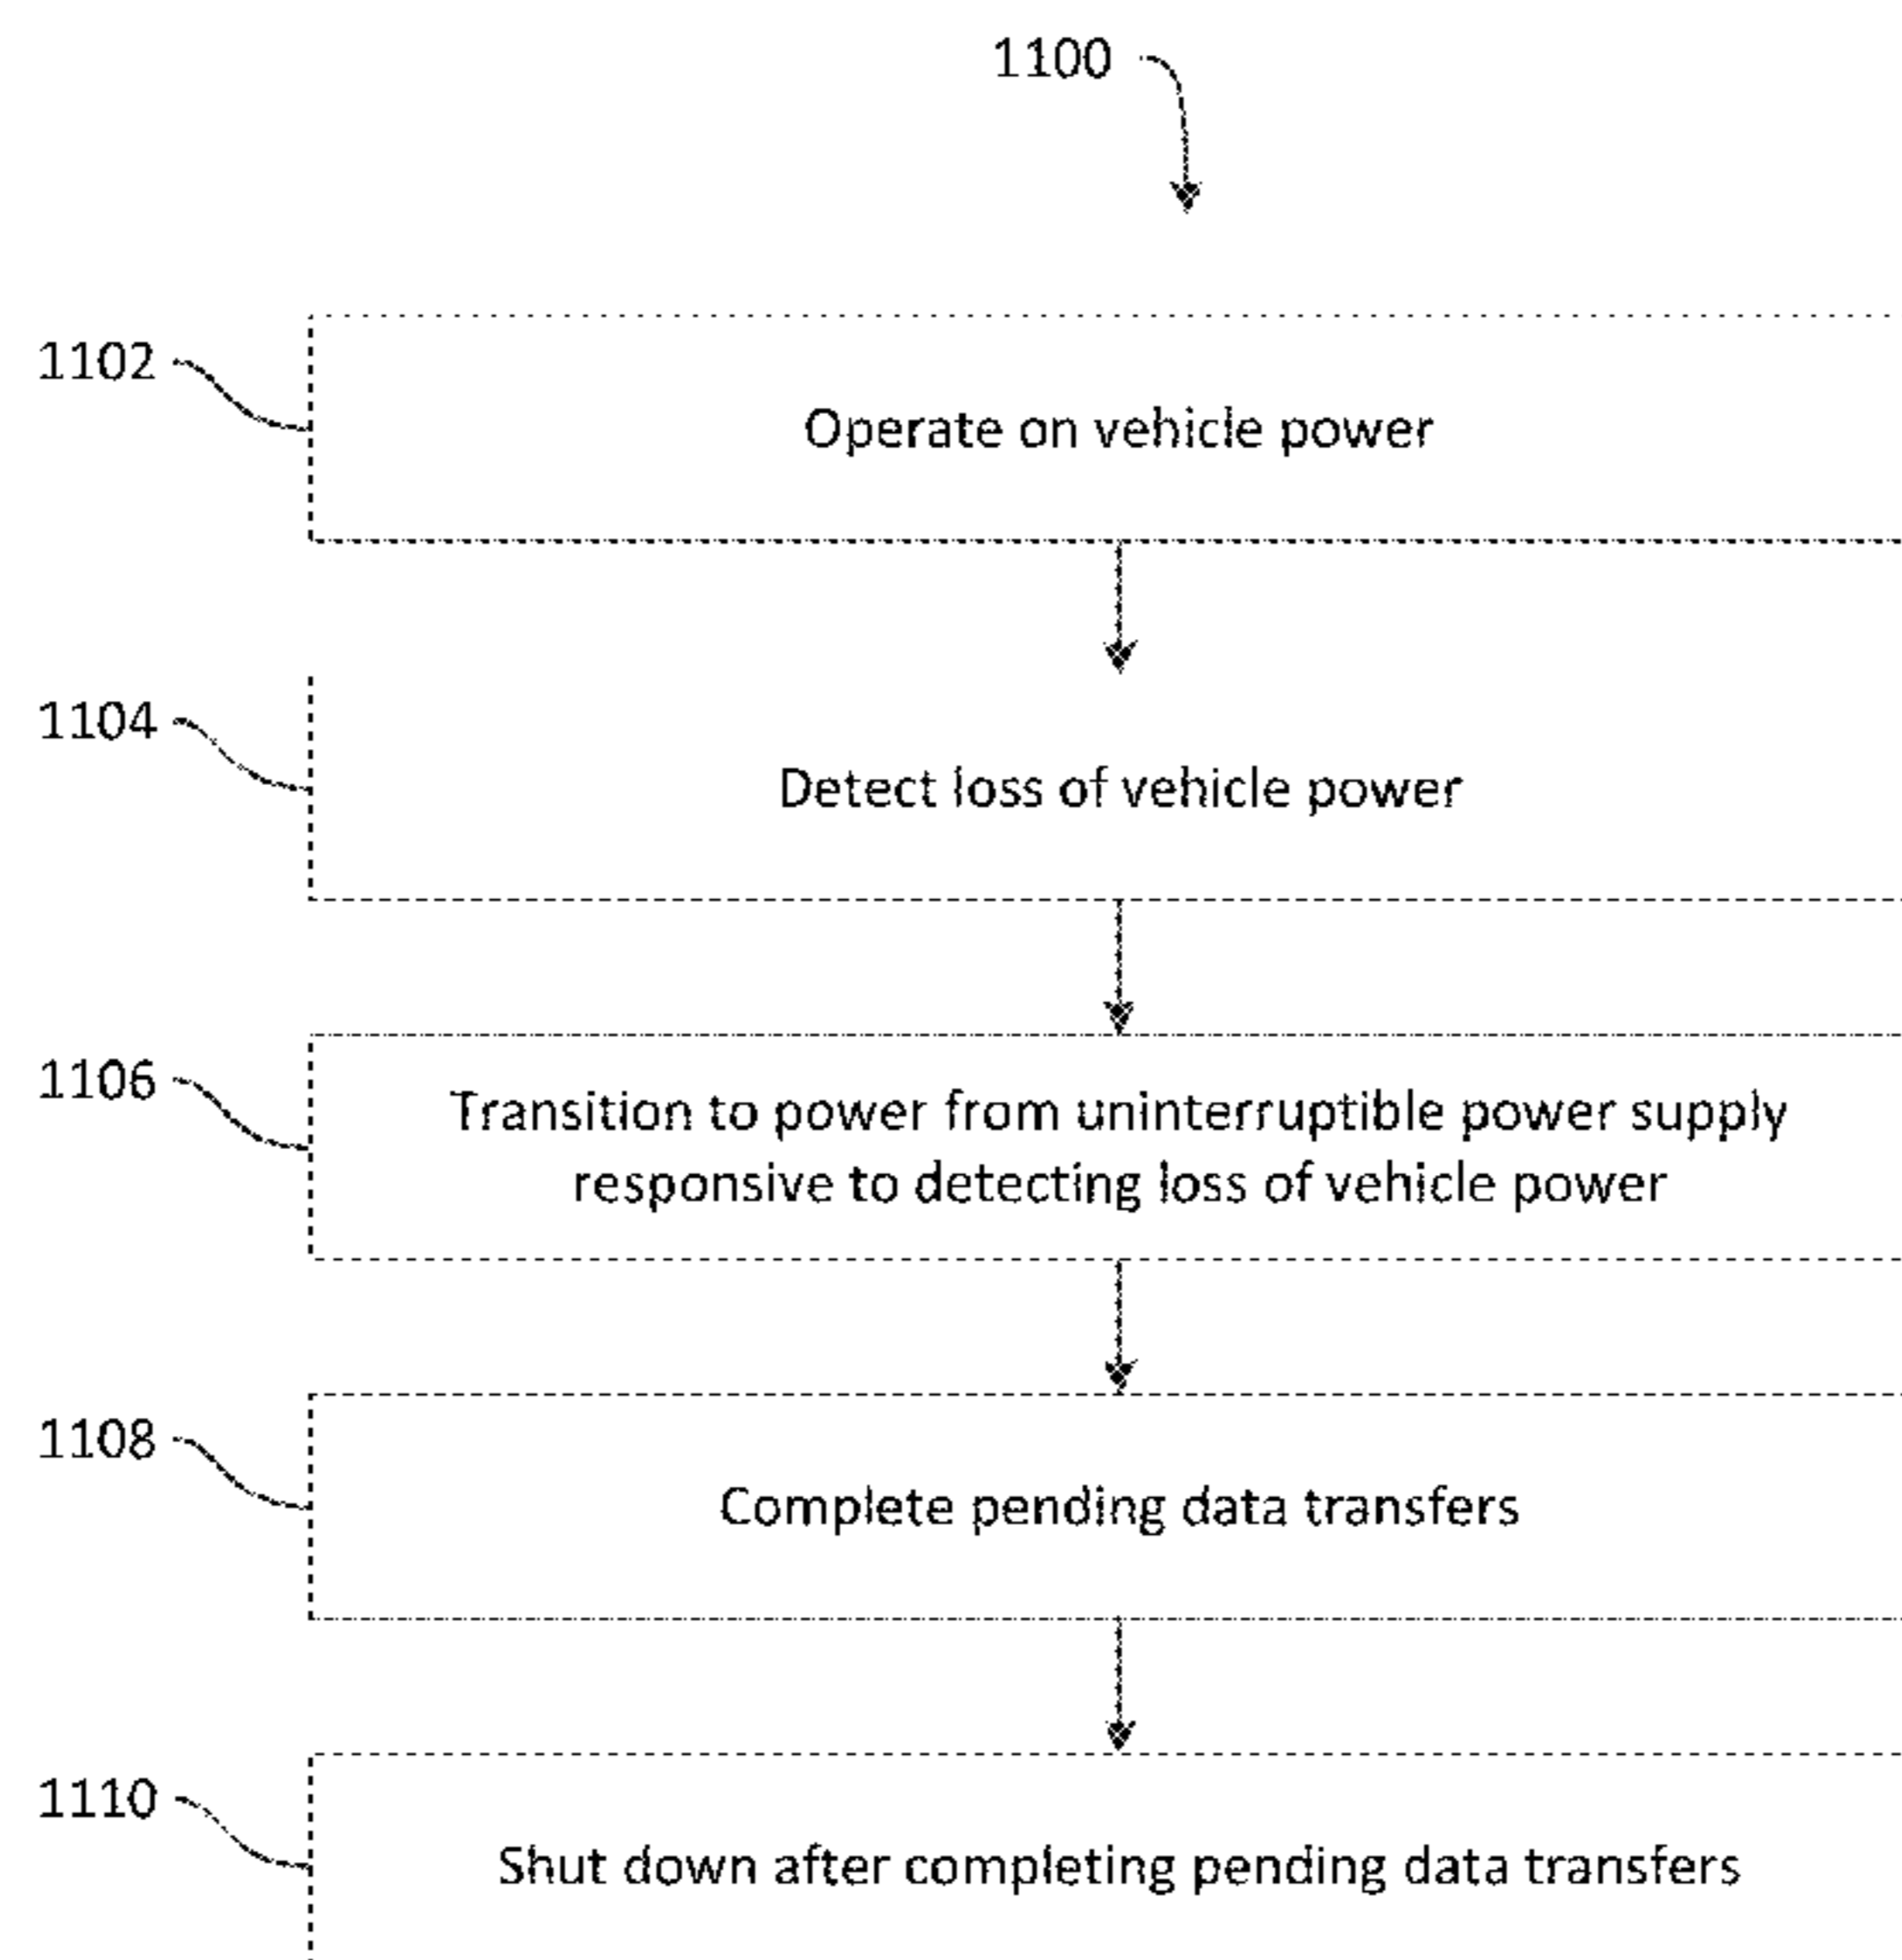 1100
1102
Operate on vehicle power
1104
Detect loss of vehicle power
1106
Transition to power from uninterruptible power supply
responsive to detecting loss of vehicle power
1108
Complete pending data transfers
1110
Shut down after completing pending data transfers